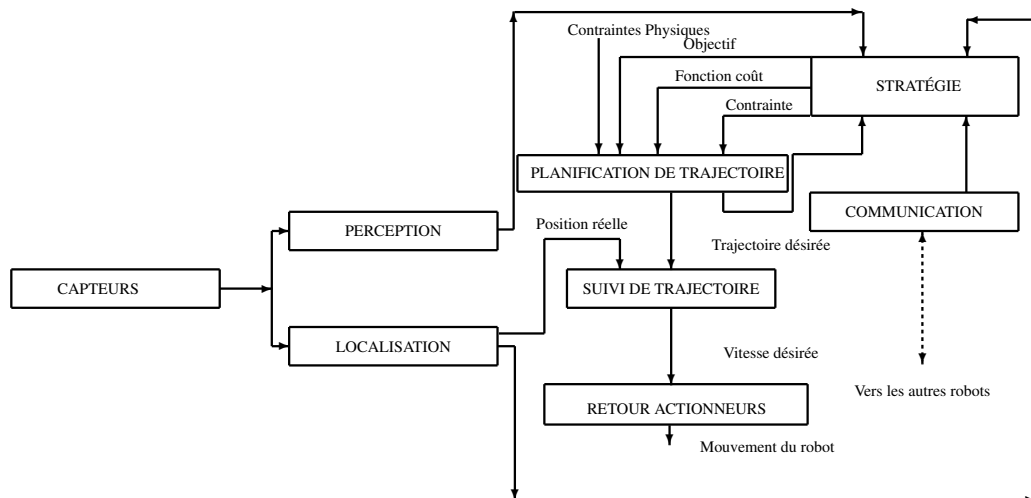 Contraintes Physiques
Objectif
Fonction coût
STRATÉGIE
Contrainte
PLANIFICATION DE TRAJECTOIRE
COMMUNICATION
Position réelle
PERCEPTION
Trajectoire désirée
CAPTEURS
SUIVI DE TRAJECTOIRE
LOCALISATION
Vitesse désirée
Vers les autres robots
RETOUR ACTIONNEURS
Mouvement du robot